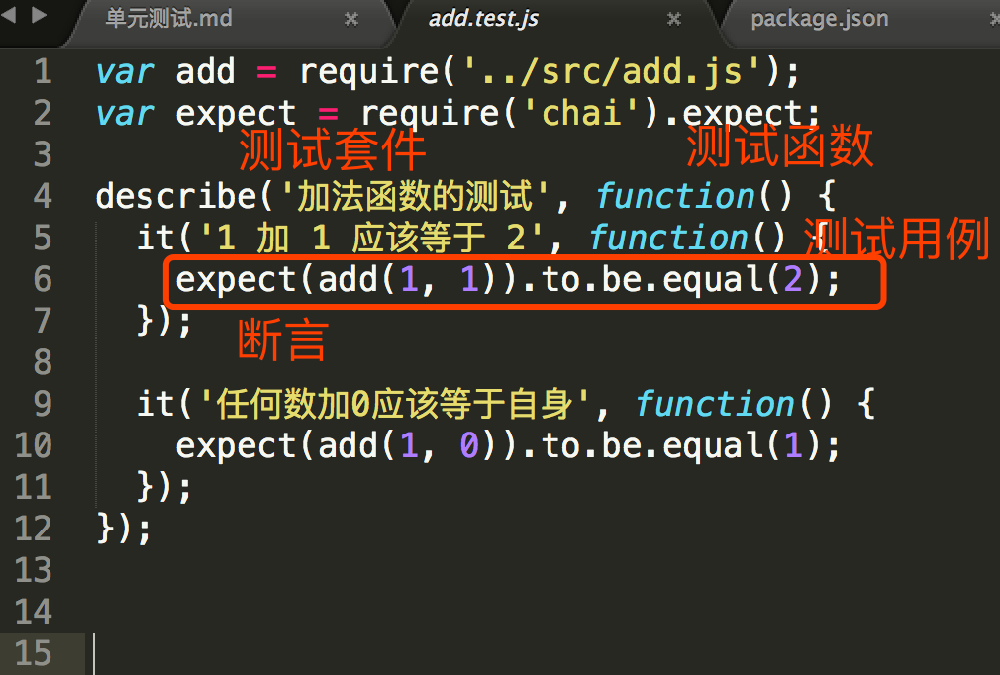 单元测试.md × add.test.js × package.json ×
1 var add = require('../src/add.js');
2 var expect = require('chai').expect;
3 测试套件 测试函数
4 describe('加法函数的测试', function() {
5 it('1 加 1 应该等于 2', function() { 测试用例
6 expect(add(1, 1)).to.be.equal(2);
7 });
断言
8
9 it('任何数加0应该等于自身', function() {
10 expect(add(1, 0)).to.be.equal(1);
11 });
12 });
13
14
15